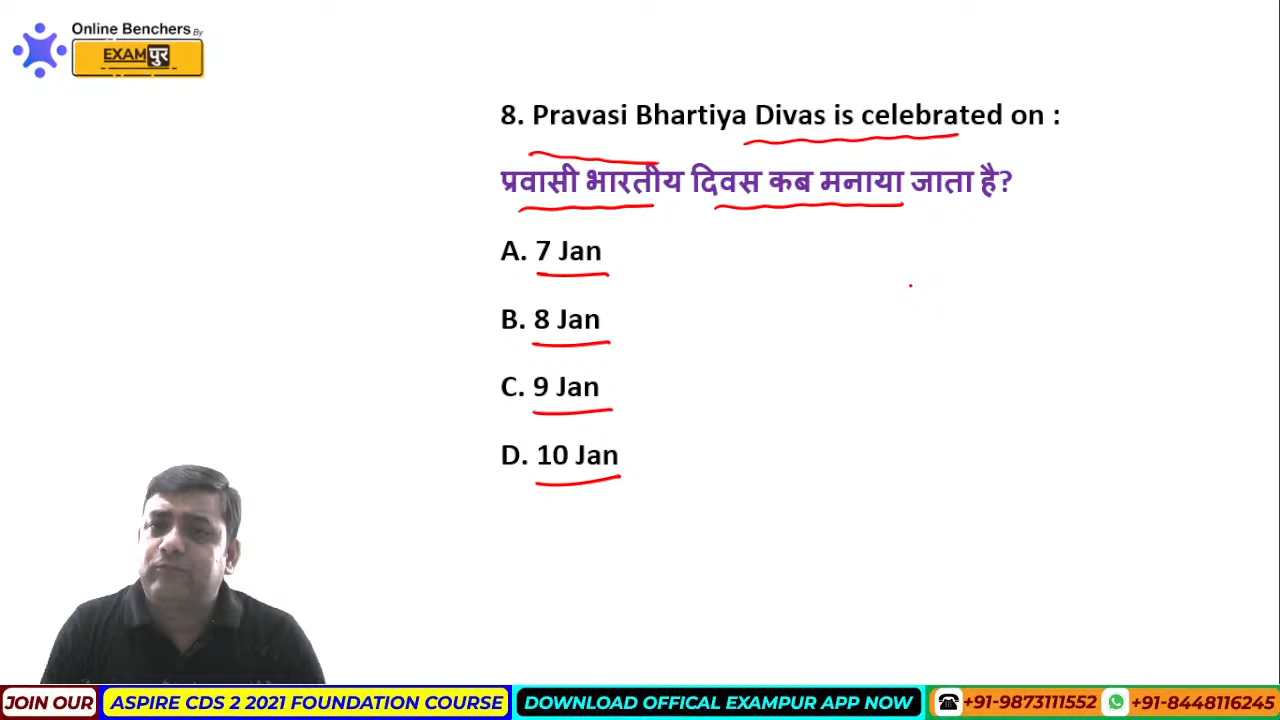 Online Benchers By
EXAMपुर
8. Pravasi Bhartiya Divas is celebrated on :
प्रवासी भारतीय दिवस कब मनाया जाता है?
A. 7 Jan
B. 8 Jan
C. 9 Jan
D. 10 Jan
JOIN OUR ASPIRE CDS 2 2021 FOUNDATION COURSE DOWNLOAD OFFICAL EXAMPUR APP NOW +91-9873111552 +91-8448116245